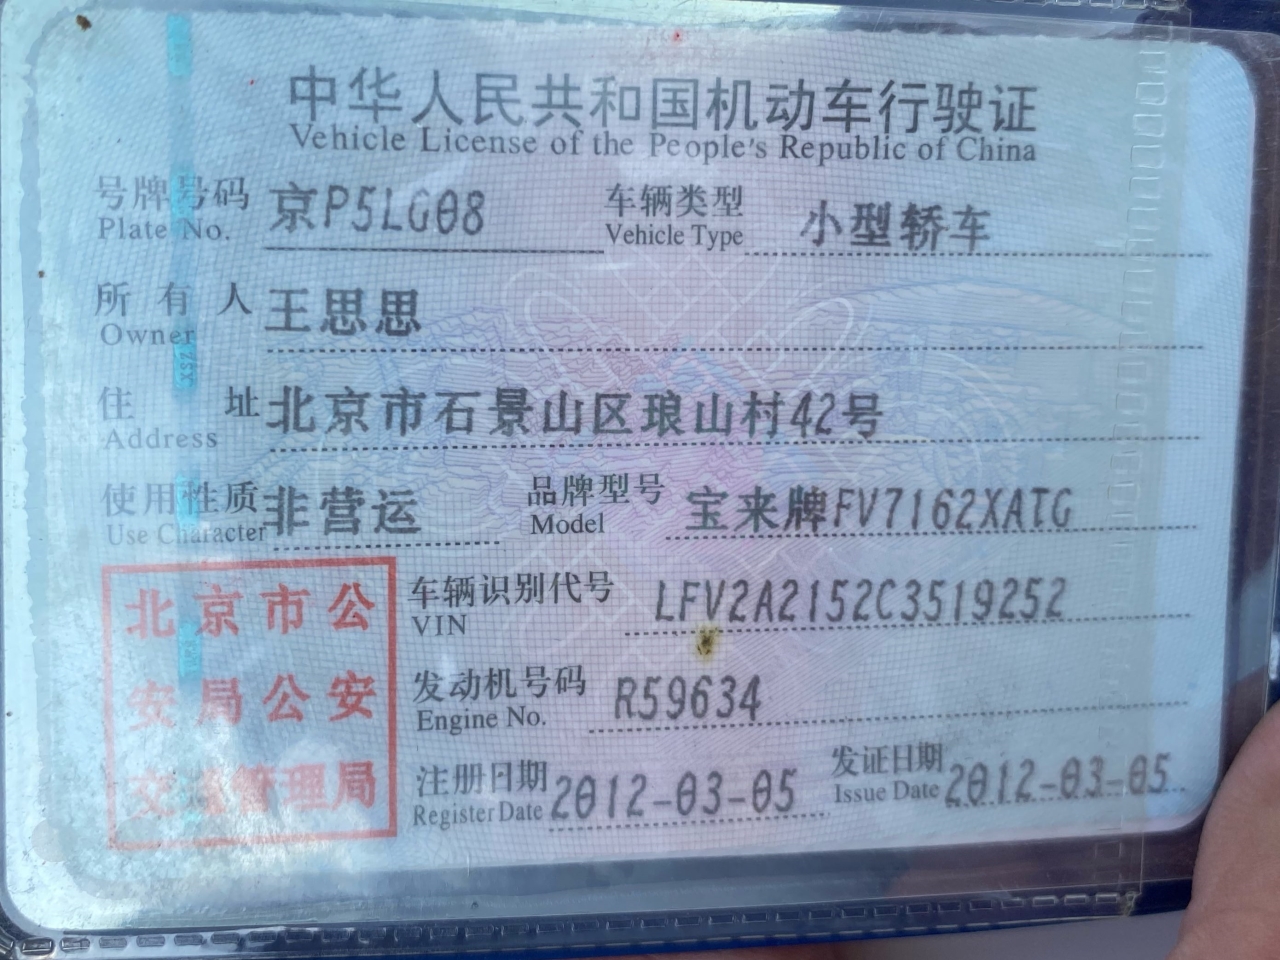 中华人民共和国机动车行驶证
Vehicle License of the People's Republic of China
号牌号码 京P5LG08 车辆类型 小型轿车
Plate No. Vehicle Type
所有人 王思思
Owner
住址 北京市石景山区琅山村42号
Address
使用性质 非营运 品牌型号 宝来牌FV7162XATG
Use Character Model
车辆识别代号 LFV2A2152C3519252
VIN
发动机号码 R59634
Engine No.
注册日期 2012-03-05 发证日期 2012-03-05
Register Date Issue Date
北京市公
安局公安
交通管理局